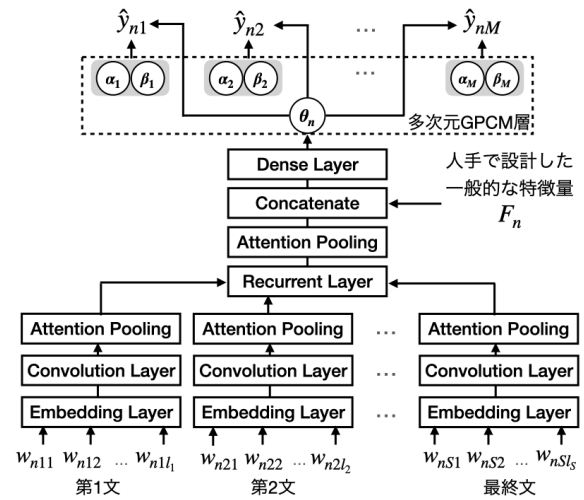 ŷn1 ŷn2 ... ŷnM
α1 β1 α2 β2 ... αM βM
θn
多次元GPCM層
Dense Layer
人手で設計した
一般的な特徴量
Fn
Concatenate
Attention Pooling
Recurrent Layer
Attention Pooling Attention Pooling ... Attention Pooling
Convolution Layer Convolution Layer ... Convolution Layer
Embedding Layer Embedding Layer ... Embedding Layer
wn11 wn12 ... wn1l1 wn21 wn22 ... wn2l2 wnS1 wnS2 ... wnSlS
第1文 第2文 最終文